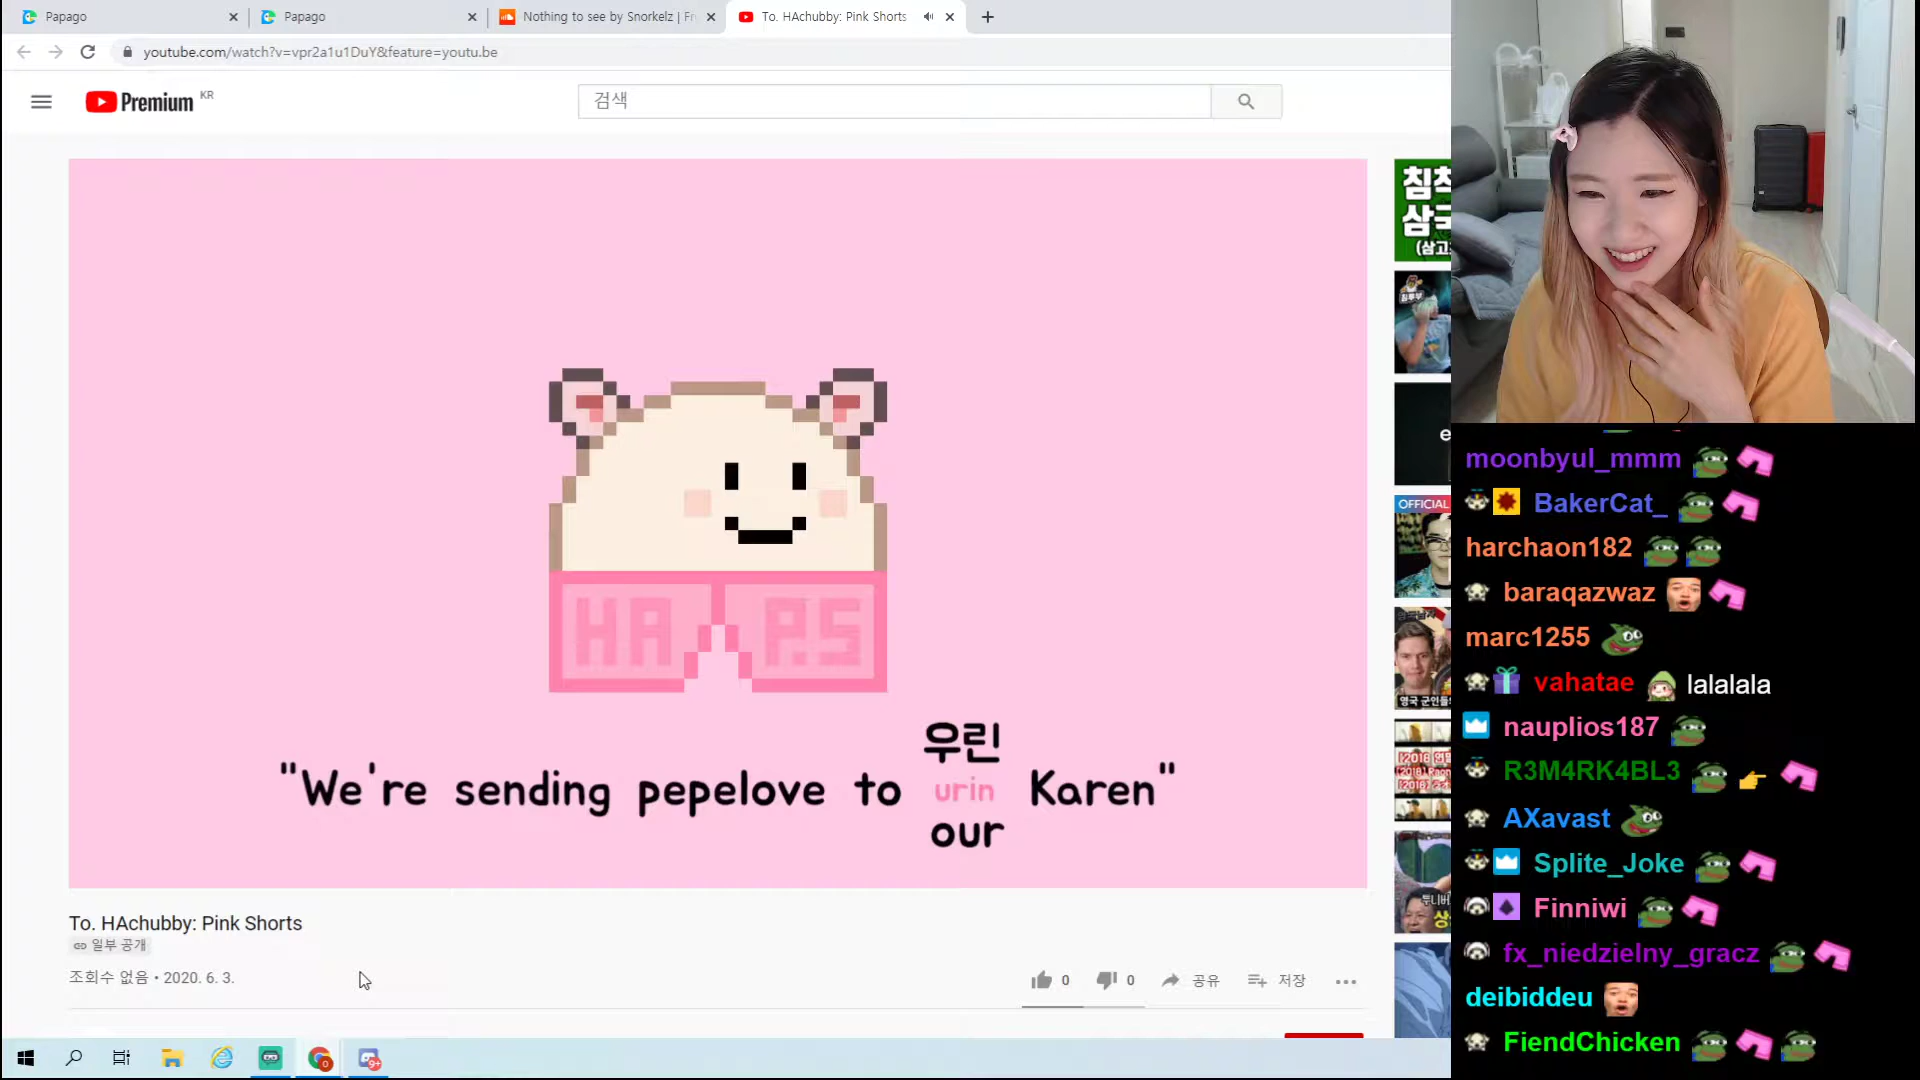 Papago
Papago
Nothing to see by Snorkelz | Fr
To. HAchubby: Pink Shorts
youtube.com/watch?v=vpr2a1u1DuY&feature=youtu.be
Premium KR
검색
HA P.S
우린
"We're sending pepelove to urin Karen"
our
To. HAchubby: Pink Shorts
일부 공개
조회수 없음 • 2020. 6. 3.
0
0
공유
저장
OFFICIAL
moonbyul_mmm
BakerCat_
harchaon182
baraqazwaz
marc1255
vahatae lalalala
nauplios187
R3M4RK4BL3
AXavast
Splite_Joke
Finniwi
fx_niedzielny_gracz
deibiddeu
FiendChicken